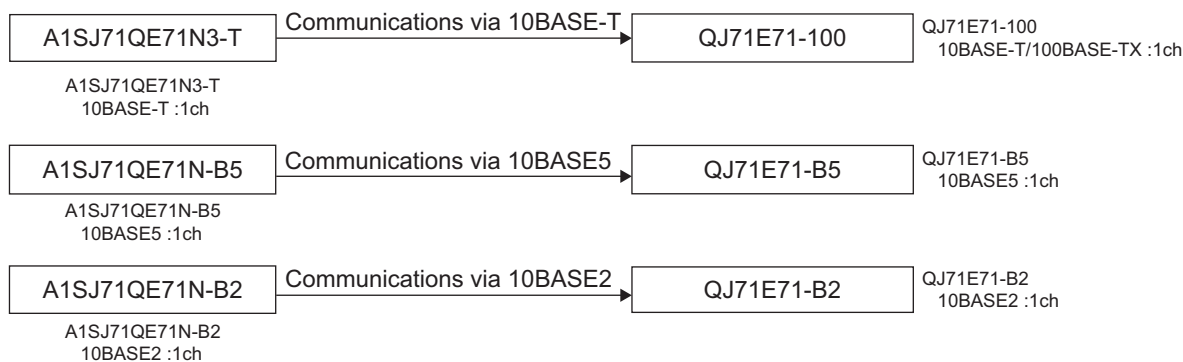 A1SJ71QE71N3-T
Communications via 10BASE-T
QJ71E71-100
QJ71E71-100
10BASE-T/100BASE-TX :1ch
A1SJ71QE71N3-T
10BASE-T :1ch
A1SJ71QE71N-B5
Communications via 10BASE5
QJ71E71-B5
QJ71E71-B5
10BASE5 :1ch
A1SJ71QE71N-B5
10BASE5 :1ch
A1SJ71QE71N-B2
Communications via 10BASE2
QJ71E71-B2
QJ71E71-B2
10BASE2 :1ch
A1SJ71QE71N-B2
10BASE2 :1ch